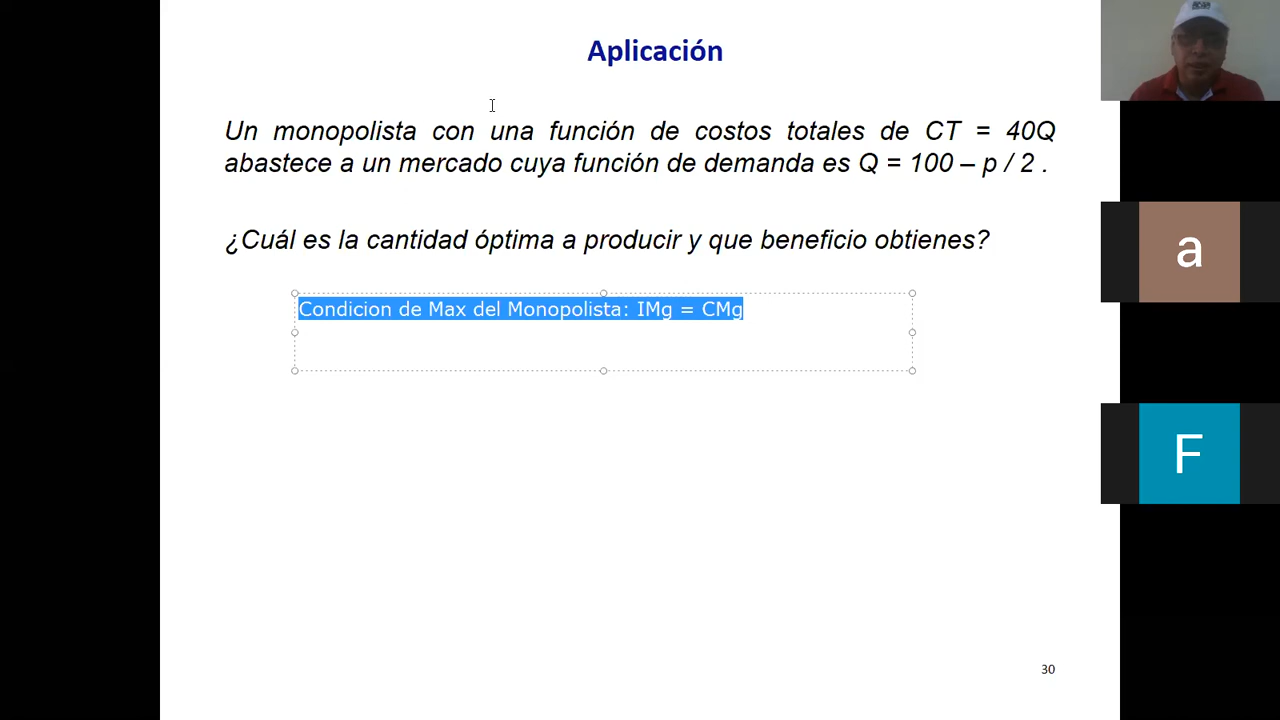 Aplicación
Un monopolista con una función de costos totales de CT = 40Q
abastece a un mercado cuya función de demanda es Q = 100 – p / 2 .
¿Cuál es la cantidad óptima a producir y que beneficio obtienes?
Condicion de Max del Monopolista: IMg = CMg
a
F
30